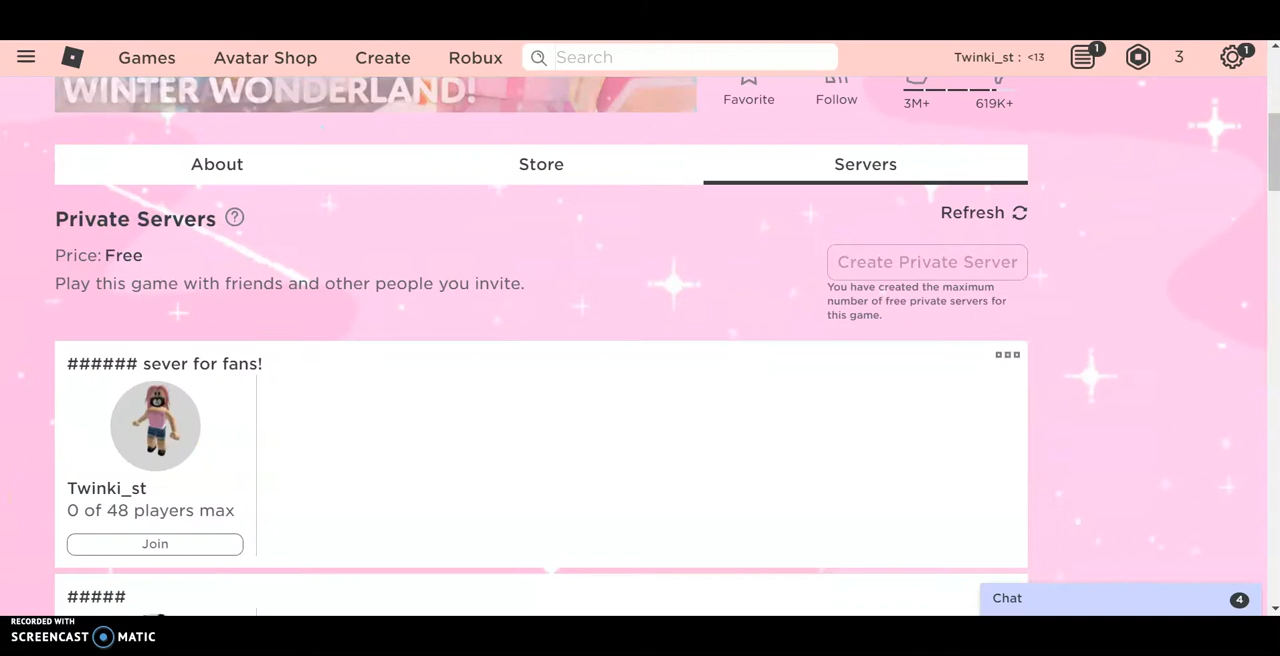 Games Avatar Shop Create Robux Search Twinki_st : <13 1 3 1
WINTER WONDERLAND!
Favorite Follow 3M+ 619K+
About Store Servers
Private Servers ?
Refresh
Price: Free
Create Private Server
Play this game with friends and other people you invite.
You have created the maximum
number of free private servers for
this game.
###### sever for fans!
Twinki_st
0 of 48 players max
Join
#####
Chat 4
RECORDED WITH
SCREENCAST MATIC